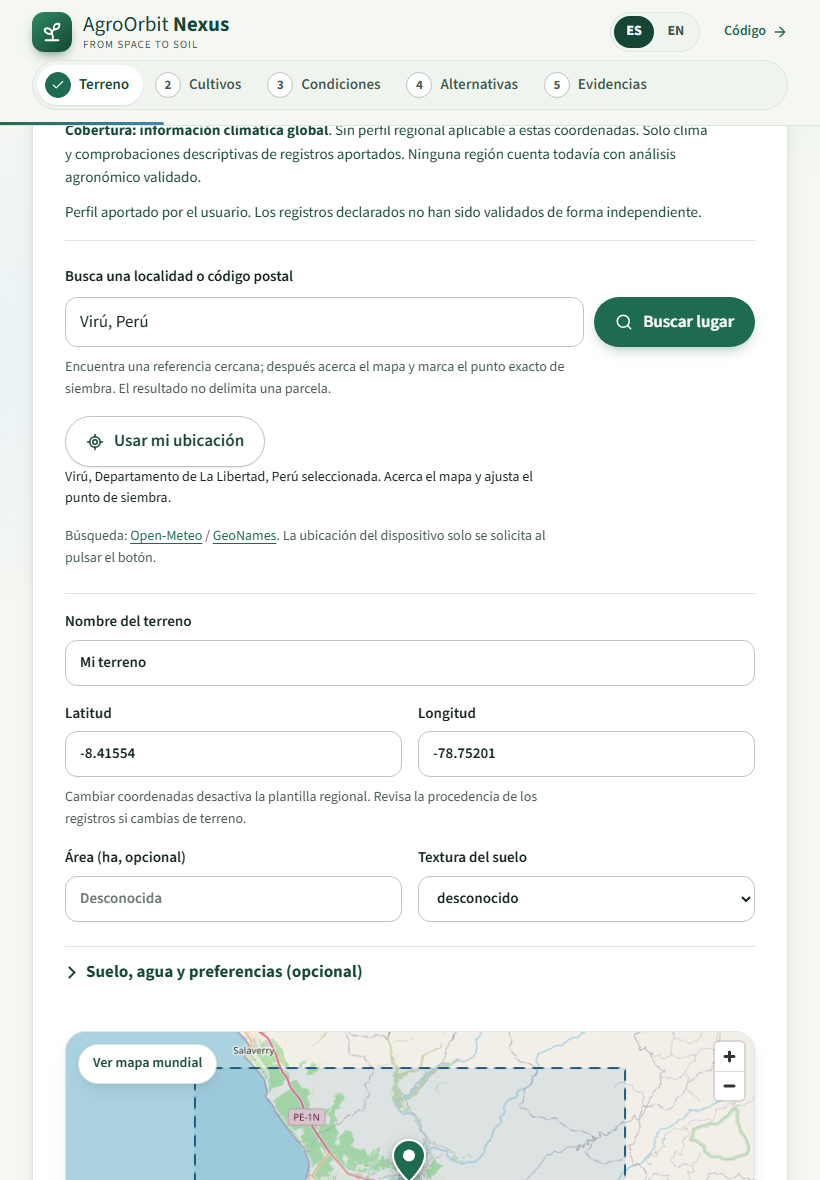 AgroOrbit Nexus
FROM SPACE TO SOIL
ES EN
Código →
Terreno
2 Cultivos
3 Condiciones
4 Alternativas
5 Evidencias
Cobertura: información climática global. Sin perfil regional aplicable a estas coordenadas. Solo clima
y comprobaciones descriptivas de registros aportados. Ninguna región cuenta todavía con análisis
agronómico validado.
Perfil aportado por el usuario. Los registros declarados no han sido validados de forma independiente.
Busca una localidad o código postal
Virú, Perú
Buscar lugar
Encuentra una referencia cercana; después acerca el mapa y marca el punto exacto de
siembra. El resultado no delimita una parcela.
Usar mi ubicación
Virú, Departamento de La Libertad, Perú seleccionada. Acerca el mapa y ajusta el
punto de siembra.
Búsqueda: Open-Meteo / GeoNames. La ubicación del dispositivo solo se solicita al
pulsar el botón.
Nombre del terreno
Mi terreno
Latitud
Longitud
-8.41554
-78.75201
Cambiar coordenadas desactiva la plantilla regional. Revisa la procedencia de los
registros si cambias de terreno.
Área (ha, opcional)
Textura del suelo
Desconocida
desconocido
Suelo, agua y preferencias (opcional)
Ver mapa mundial
Salaverry
PE-1N
+
−